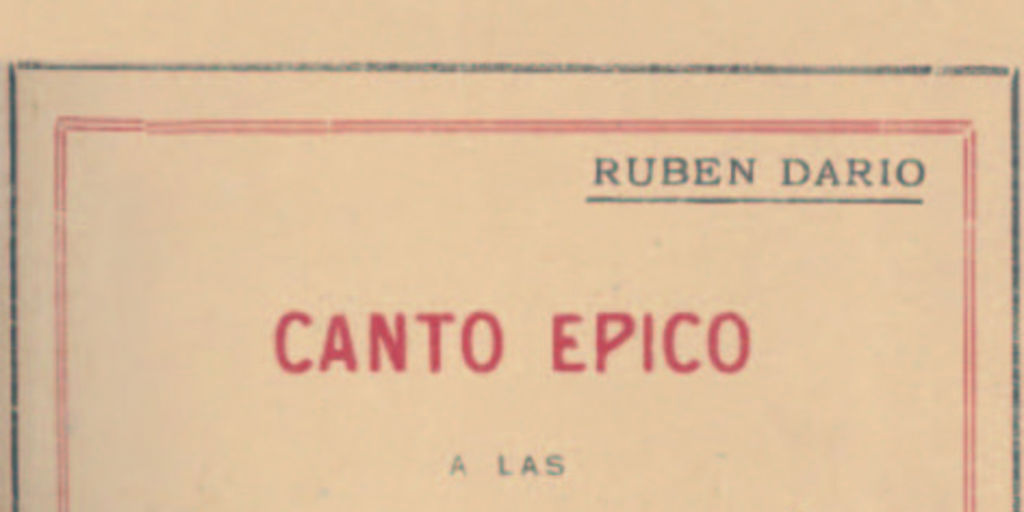 RUBEN DARIO
CANTO EPICO
A LAS